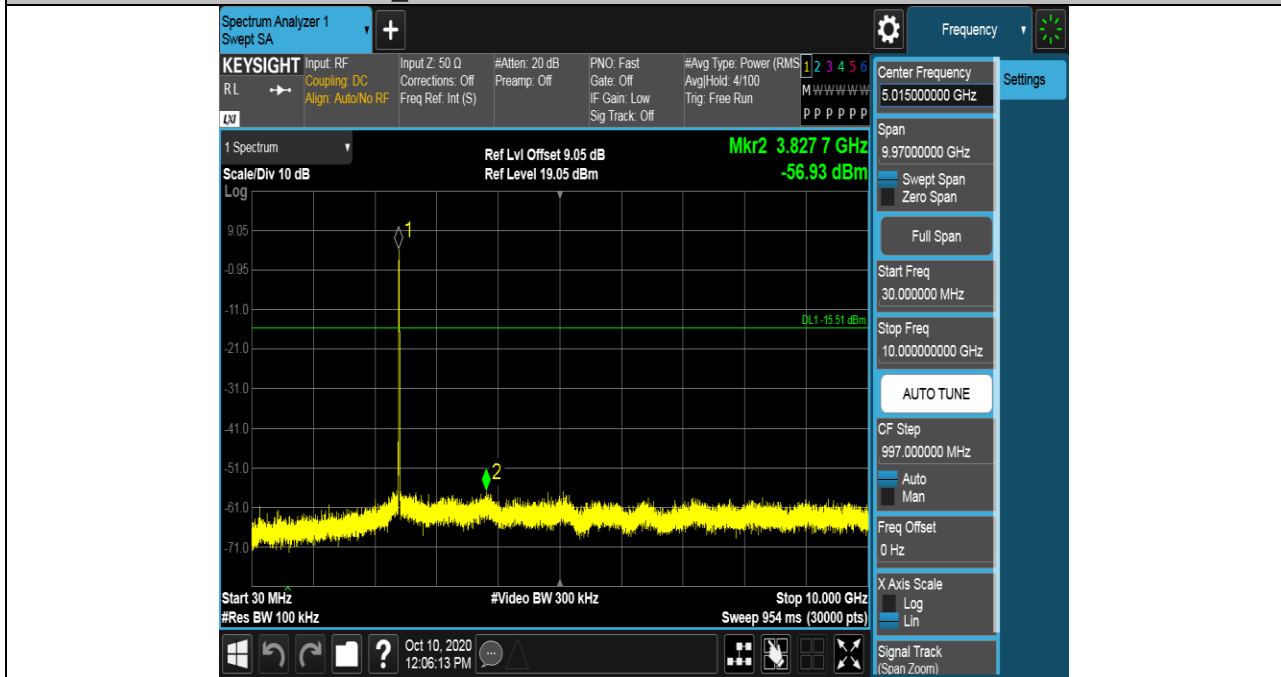 Spectrum Analyzer 1
Swept SA
+
Frequency
KEYSIGHT
RL
LXI
Input: RF
Coupling: DC
Align: Auto/No RF
Input Z: 50 Ω
Corrections: Off
Freq Ref: Int (S)
#Atten: 20 dB
Preamp: Off
PNO: Fast
Gate: Off
IF Gain: Low
Sig Track: Off
#Avg Type: Power (RMS
Avg|Hold: 4/100
Trig: Free Run
1 2 3 4 5 6
M W W W W W
P P P P P P
1 Spectrum
Scale/Div 10 dB
Log
Ref Lvl Offset 9.05 dB
Ref Level 19.05 dBm
Mkr2 3.827 7 GHz
-56.93 dBm
9.05
-0.95
-11.0
-21.0
-31.0
-41.0
-51.0
-61.0
-71.0
1
DL1 -15.51 dBm
2
Start 30 MHz
#Res BW 100 kHz
#Video BW 300 kHz
Stop 10.000 GHz
Sweep 954 ms (30000 pts)
?
Oct 10, 2020
12:06:13 PM
Center Frequency
5.015000000 GHz
Settings
Span
9.97000000 GHz
Swept Span
Zero Span
Full Span
Start Freq
30.000000 MHz
Stop Freq
10.000000000 GHz
AUTO TUNE
CF Step
997.000000 MHz
Auto
Man
Freq Offset
0 Hz
X Axis Scale
Log
Lin
Signal Track
(Span Zoom)